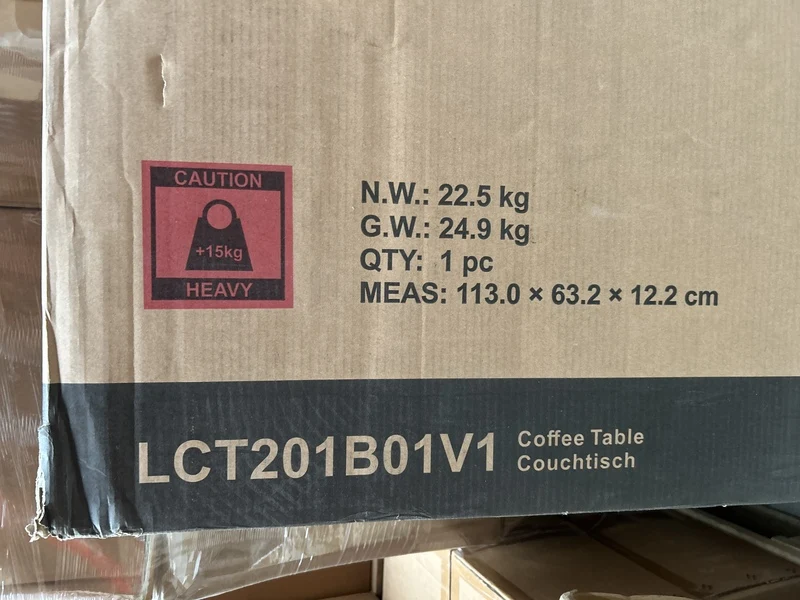 CAUTION
+15kg
HEAVY
N.W.: 22.5 kg
G.W.: 24.9 kg
QTY: 1 pc
MEAS: 113.0 × 63.2 × 12.2 cm
LCT201B01V1
Coffee Table
Couchtisch